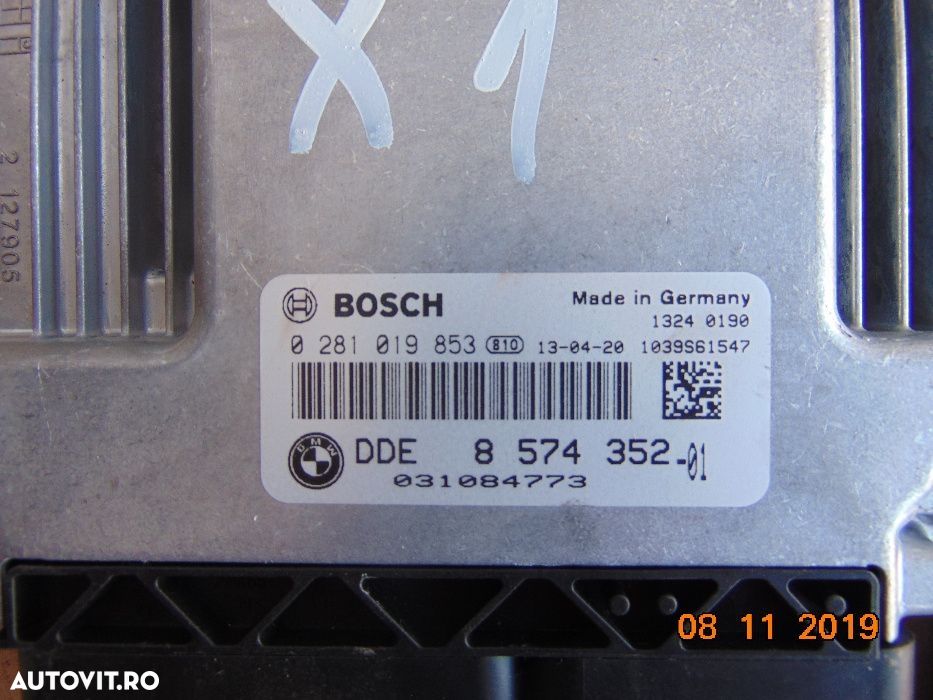 X1
2 127905
BOSCH
Made in Germany
1324 0190
0 281 019 853 810 13-04-20 1039S61547
BMW
DDE 8 574 352-01
031084773
08 11 2019
AUTOVIT.RO